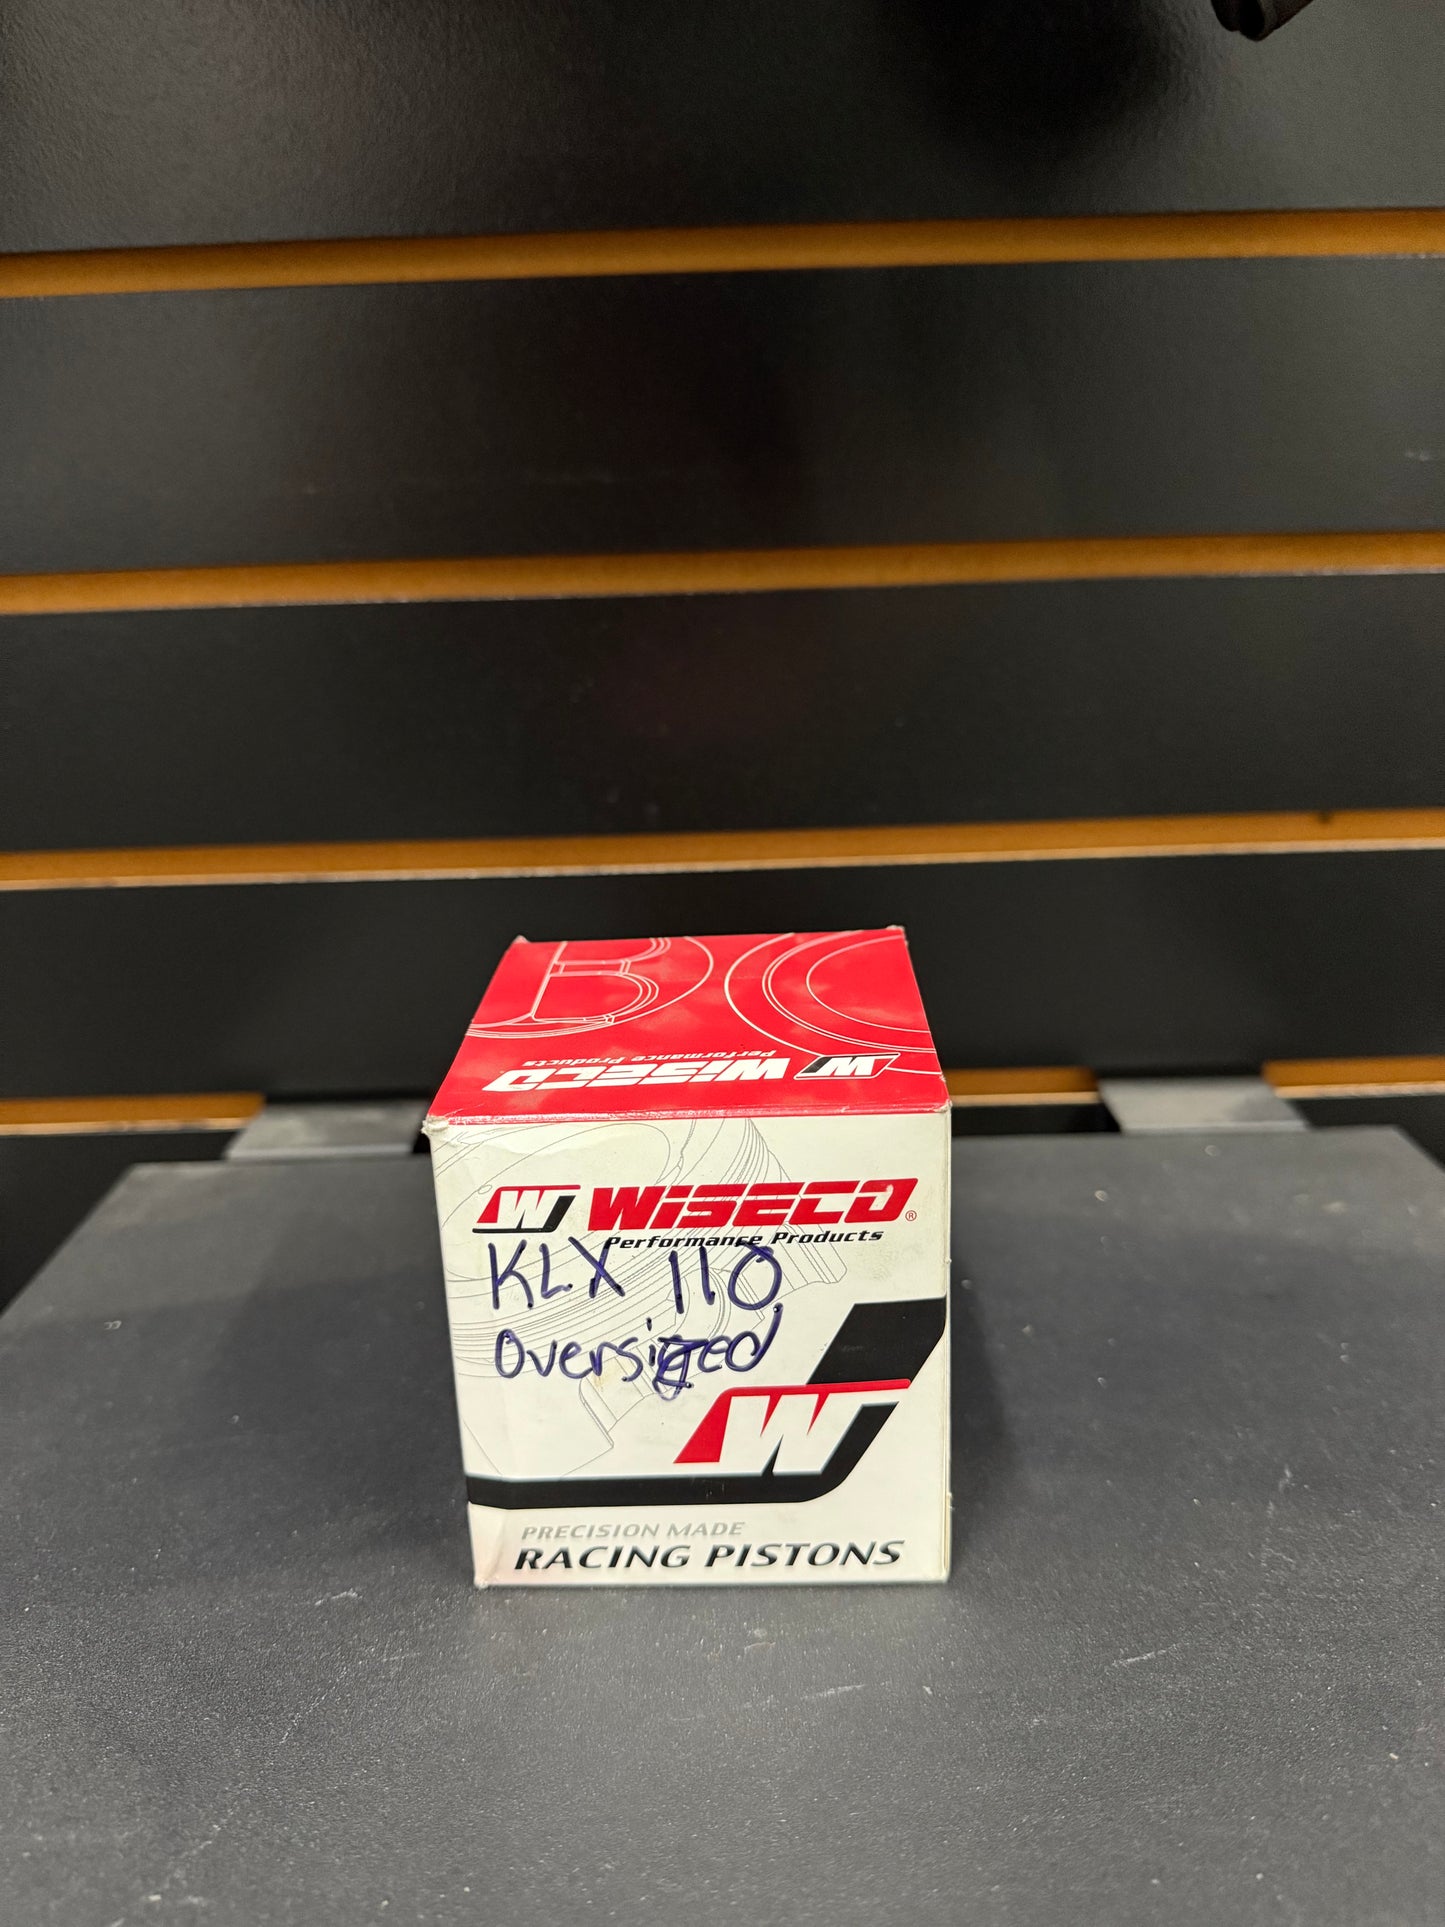 W WISECO
Performance Products
W WISECO®
Performance Products
KLX 110
Oversized
W
PRECISION MADE
RACING PISTONS